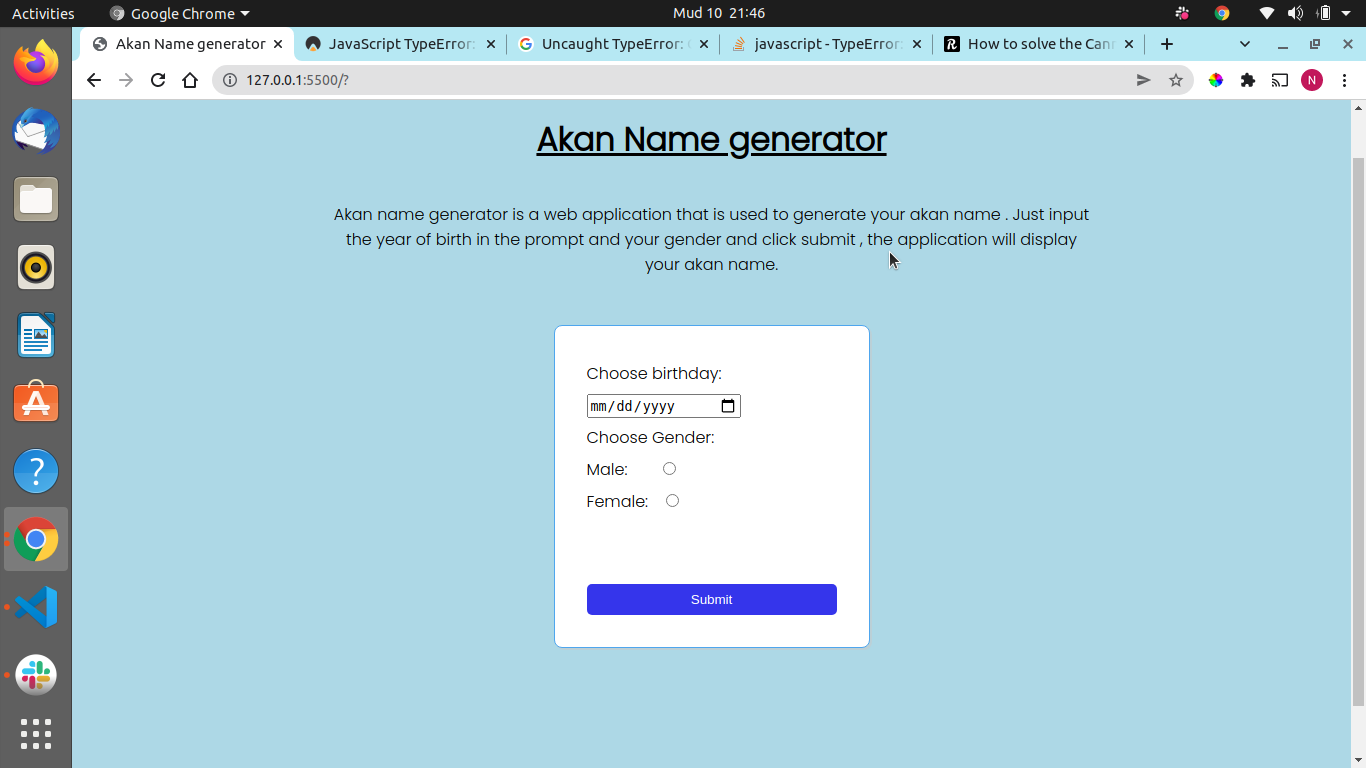 Activities Google Chrome Mud 10 21:46
Akan Name generator JavaScript TypeError: Uncaught TypeError: javascript - TypeError: How to solve the Can
127.0.0.1:5500/? N
Akan Name generator
Akan name generator is a web application that is used to generate your akan name . Just input
the year of birth in the prompt and your gender and click submit , the application will display
your akan name.
Choose birthday:
mm/dd/yyyy
Choose Gender:
Male:
Female:
Submit